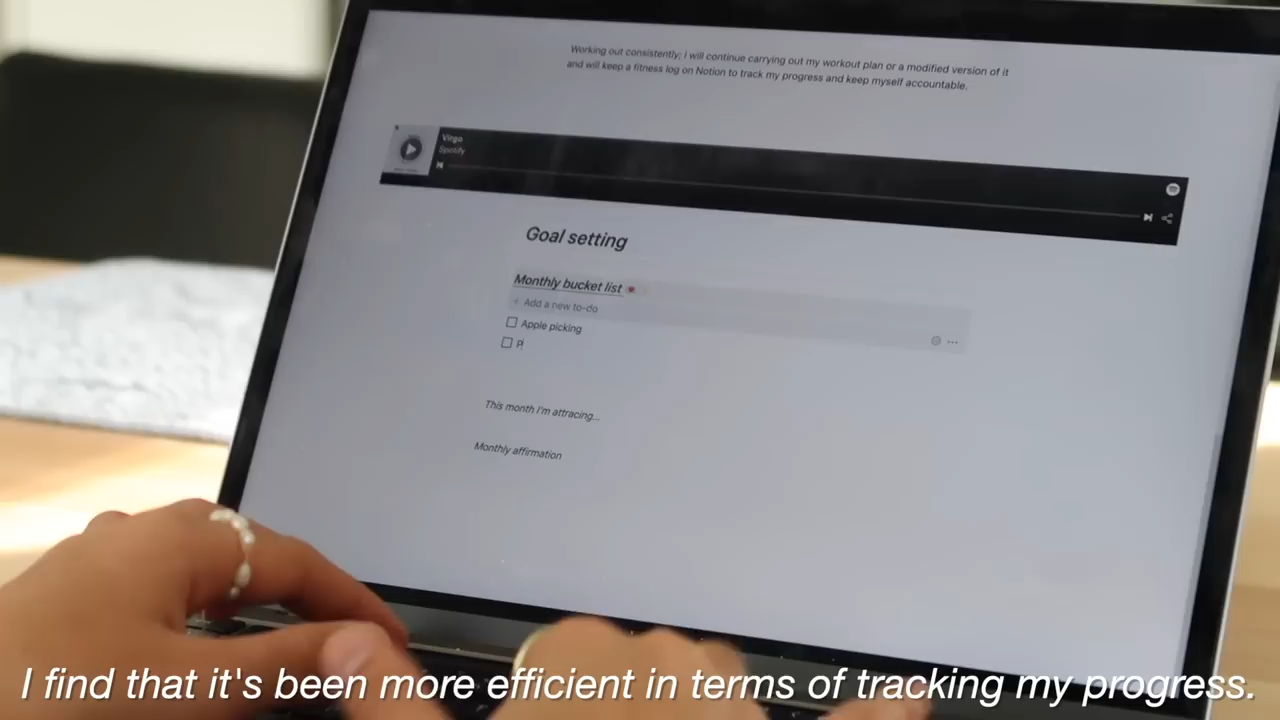 Working out consistently; I will continue carrying out my workout plan or a modified version of it
and will keep a fitness log on Notion to track my progress and keep myself accountable.
Virgo
Spotify
Goal setting
Monthly bucket list
+ Add a new to-do
Apple picking
P
This month I'm attracing...
Monthly affirmation
I find that it's been more efficient in terms of tracking my progress.